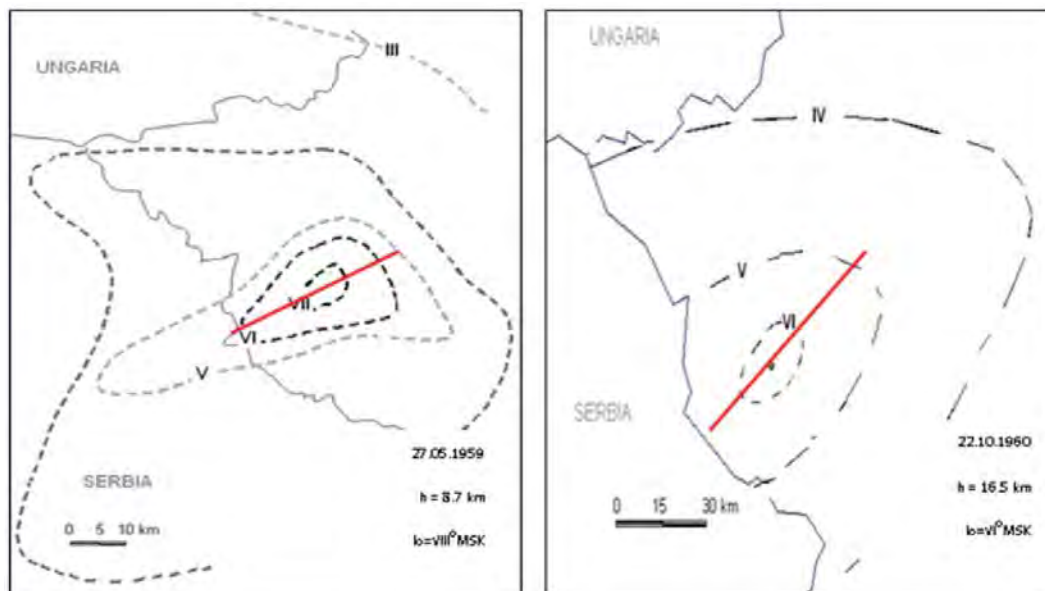 III
UNGARIA
VII
VI
V
27.05.1959
SERBIA
h = 8.7 km
0 5 10 km
Io=VIII°MSK
UNGARIA
IV
V
VI
SERBIA
22.10.1960
h = 16.5 km
0 15 30 KM
Io=VI°MSK